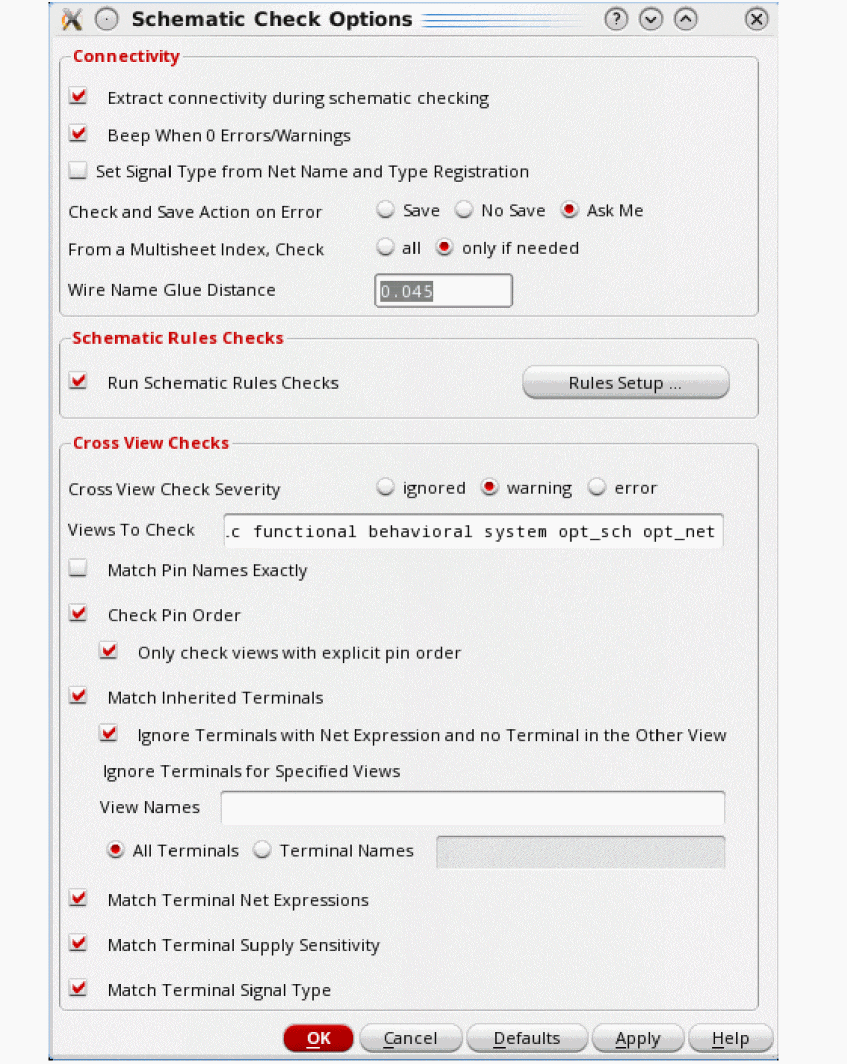 Schematic Check Options
Connectivity
Extract connectivity during schematic checking
Beep When 0 Errors/Warnings
Set Signal Type from Net Name and Type Registration
Check and Save Action on Error Save No Save Ask Me
From a Multisheet Index, Check all only if needed
Wire Name Glue Distance 0.045
Schematic Rules Checks
Run Schematic Rules Checks Rules Setup ...
Cross View Checks
Cross View Check Severity ignored warning error
Views To Check .c functional behavioral system opt_sch opt_net
Match Pin Names Exactly
Check Pin Order
Only check views with explicit pin order
Match Inherited Terminals
Ignore Terminals with Net Expression and no Terminal in the Other View
Ignore Terminals for Specified Views
View Names
All Terminals Terminal Names
Match Terminal Net Expressions
Match Terminal Supply Sensitivity
Match Terminal Signal Type
OK Cancel Defaults Apply Help